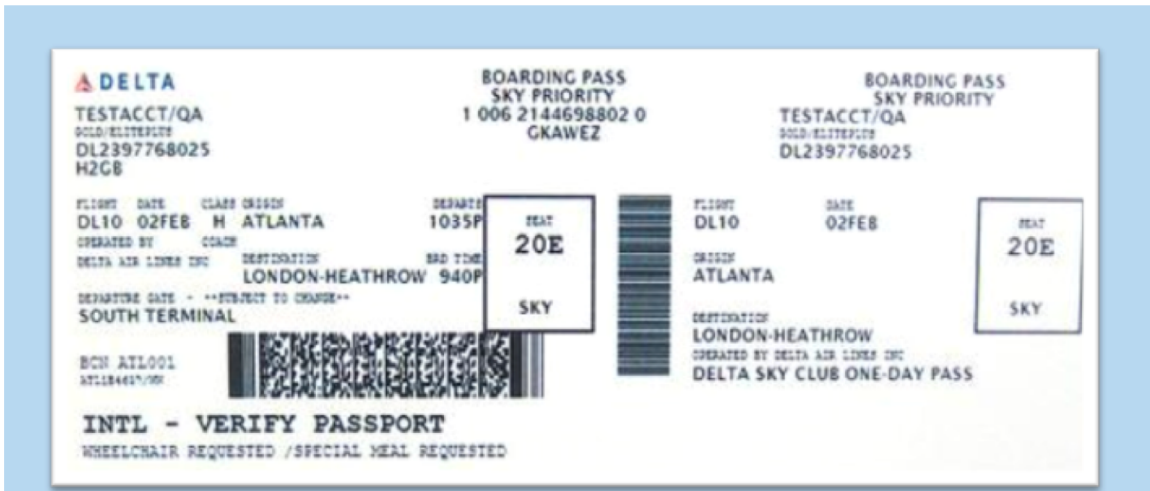 DELTA
TESTACCT/QA
GOLD/ELITEPLUS
DL2397768025
H2GB
BOARDING PASS
SKY PRIORITY
1 006 2144698802 0
GKAWEZ
FLIGHT DATE CLASS ORIGIN DEPARTS
DL10 02FEB H ATLANTA 1035P
OPERATED BY COACH
DELTA AIR LINES INC DESTINATION BRD TIME
LONDON-HEATHROW 940P
DEPARTURE GATE - **SUBJECT TO CHANGE**
SOUTH TERMINAL
SEAT
20E
SKY
BCN ATL001
INTL - VERIFY PASSPORT
WHEELCHAIR REQUESTED /SPECIAL MEAL REQUESTED
BOARDING PASS
SKY PRIORITY
TESTACCT/QA
GOLD/ELITEPLUS
DL2397768025
FLIGHT DATE
DL10 02FEB
ORIGIN
ATLANTA
DESTINATION
LONDON-HEATHROW
OPERATED BY DELTA AIR LINES INC
DELTA SKY CLUB ONE-DAY PASS
SEAT
20E
SKY